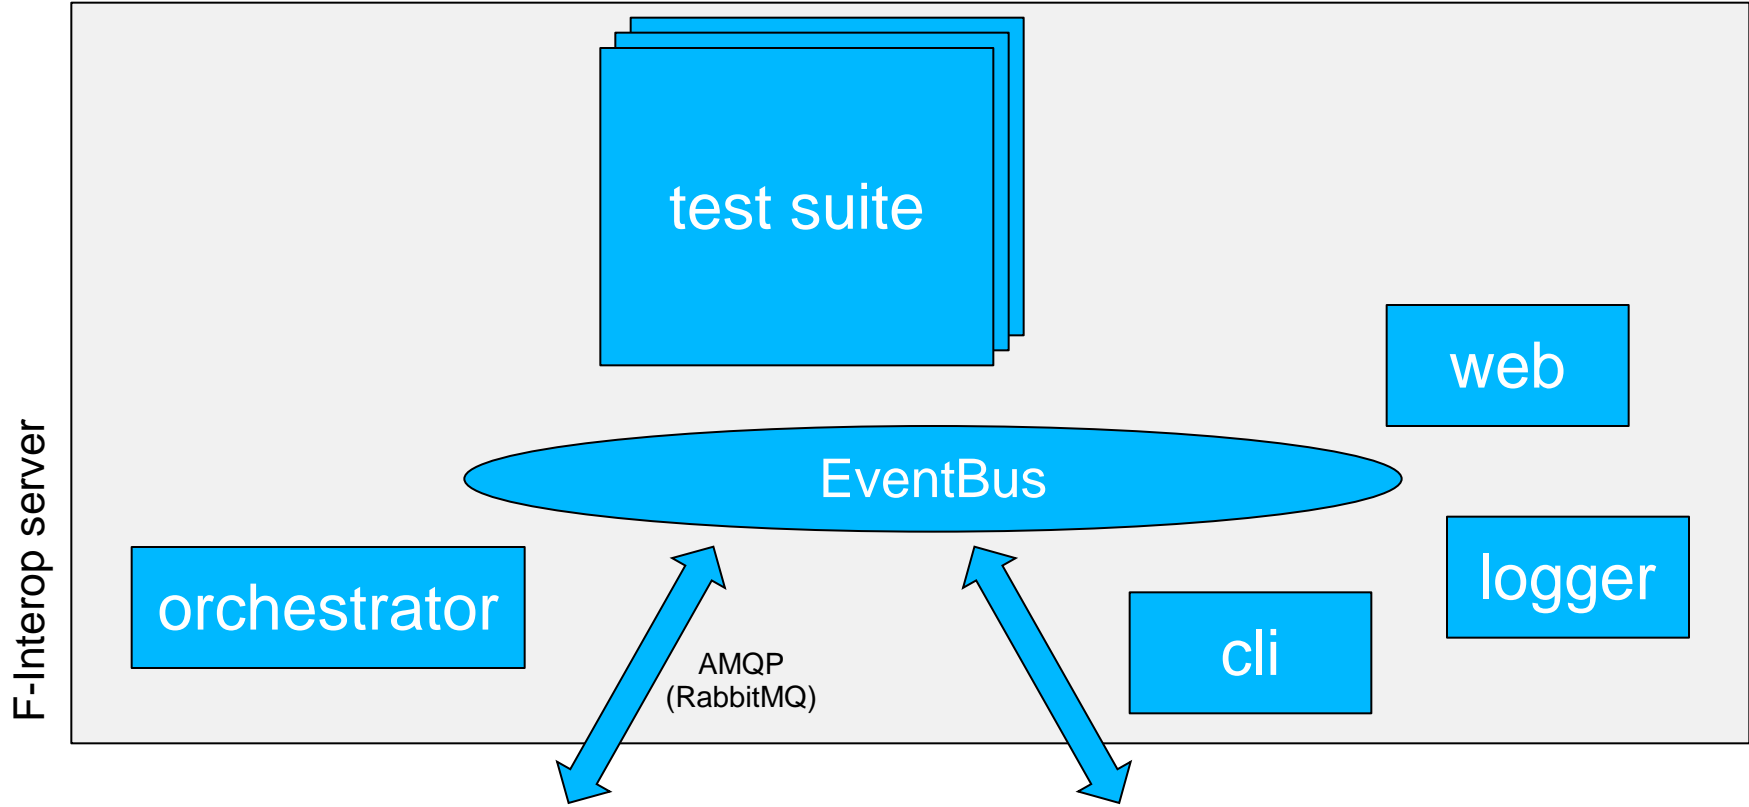 test suite
web
EventBus
F-Interop server
logger
orchestrator
cli
AMQP
(RabbitMQ)